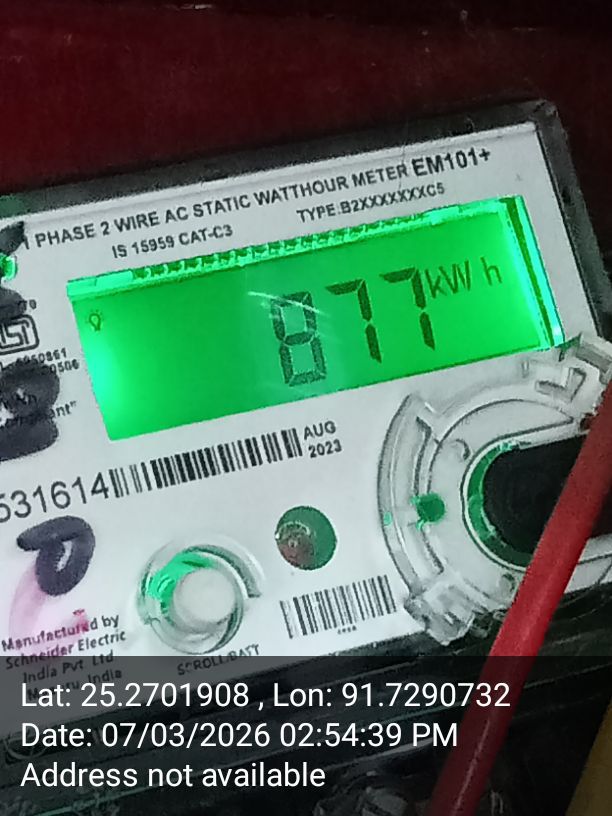 1 PHASE 2 WIRE AC STATIC WATTHOUR METER EM101+
IS 15959 CAT-C3 TYPE:B2XXXXXXXC5
877 kWh
AUG
2023
531614
Manufactured by
Schneider Electric
India Pvt. Ltd
India
SCROLL/BATT
Lat: 25.2701908 , Lon: 91.7290732
Date: 07/03/2026 02:54:39 PM
Address not available